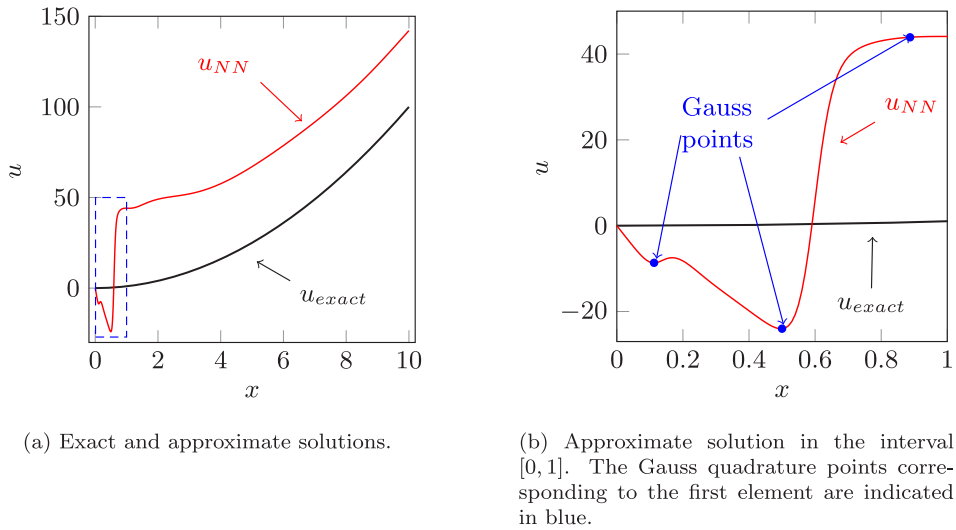 150
100
50
0
0
2
4
6
8
10
u
x
u_{NN}
u_{exact}
(a) Exact and approximate solutions.
40
20
0
−20
0
0.2
0.4
0.6
0.8
1
u
x
Gauss
points
u_{NN}
u_{exact}
(b) Approximate solution in the interval
[0, 1]. The Gauss quadrature points corre-
sponding to the first element are indicated
in blue.